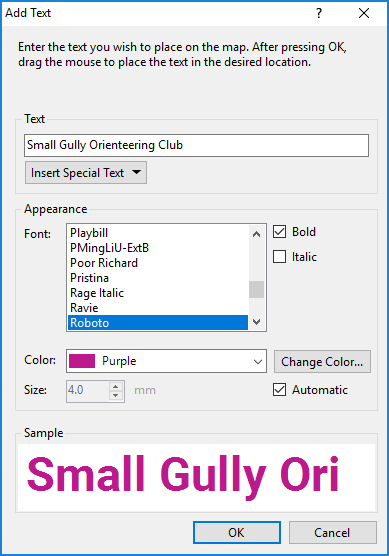 Add Text
?
Enter the text you wish to place on the map. After pressing OK,
drag the mouse to place the text in the desired location.
Text
Small Gully Orienteering Club
Insert Special Text
Appearance
Font:
Playbill
PMingLiU-ExtB
Poor Richard
Pristina
Rage Italic
Ravie
Roboto
Bold
Italic
Color:
Purple
Change Color...
Size:
4.0
mm
Automatic
Sample
Small Gully Ori
OK
Cancel